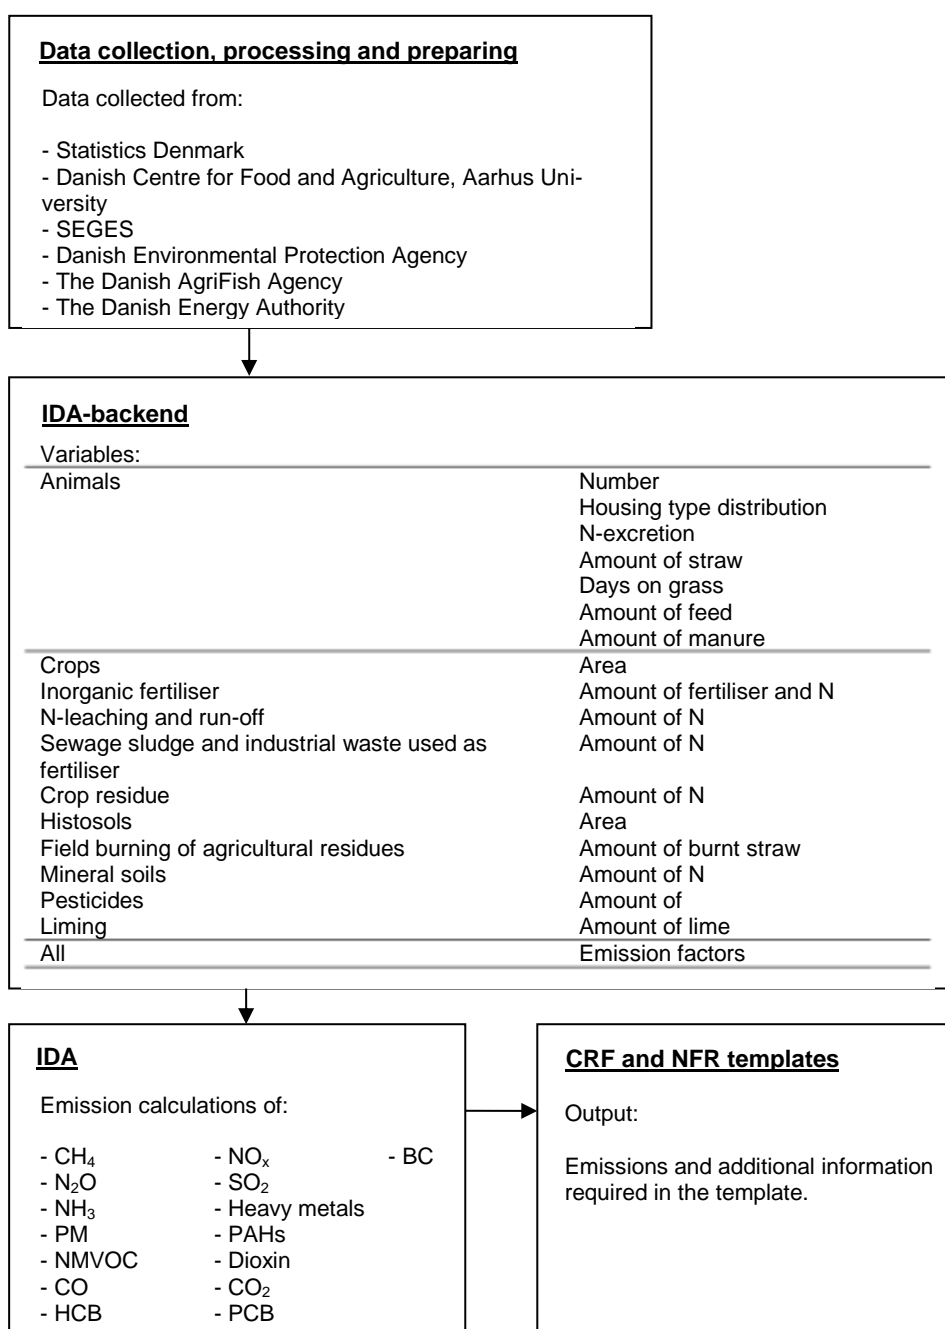 Data collection, processing and preparing
Data collected from:
- Statistics Denmark
- Danish Centre for Food and Agriculture, Aarhus Uni-
versity
- SEGES
- Danish Environmental Protection Agency
- The Danish AgriFish Agency
- The Danish Energy Authority
IDA-backend
Variables:
Animals Number
Housing type distribution
N-excretion
Amount of straw
Days on grass
Amount of feed
Amount of manure
Crops Area
Inorganic fertiliser Amount of fertiliser and N
N-leaching and run-off Amount of N
Sewage sludge and industrial waste used as Amount of N
fertiliser
Crop residue Amount of N
Histosols Area
Field burning of agricultural residues Amount of burnt straw
Mineral soils Amount of N
Pesticides Amount of
Liming Amount of lime
All Emission factors
IDA
Emission calculations of:
- CH₄ - NOₓ - BC
- N₂O - SO₂
- NH₃ - Heavy metals
- PM - PAHs
- NMVOC - Dioxin
- CO - CO₂
- HCB - PCB
CRF and NFR templates
Output:
Emissions and additional information
required in the template.